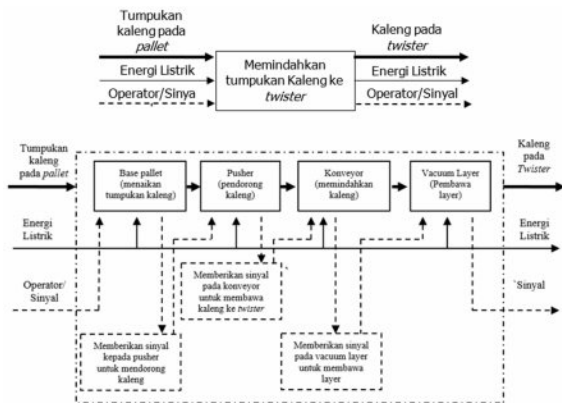 Tumpukan
kaleng pada
pallet
Energi Listrik
Operator/Sinya
Memindahkan
tumpukan Kaleng ke
twister
Kaleng pada
twister
Energi Listrik
Operator/Sinyal
Tumpukan
kaleng
pada pallet
Base pallet
(menaikan
tumpukan kaleng)
Pusher
(pendorong
kaleng)
Konveyor
(memindahkan
kaleng)
Vacuum Layer
(Pembawa
layer)
Kaleng
pada
Twister
Energi
Listrik
Energi
Listrik
Operator/
Sinyal
Memberikan sinyal
pada konveyor
untuk membawa
kaleng ke twister
Sinyal
Memberikan sinyal
kepada pusher
untuk mendorong
kaleng
Memberikan sinyal
pada vacuum layer
untuk membawa
layer